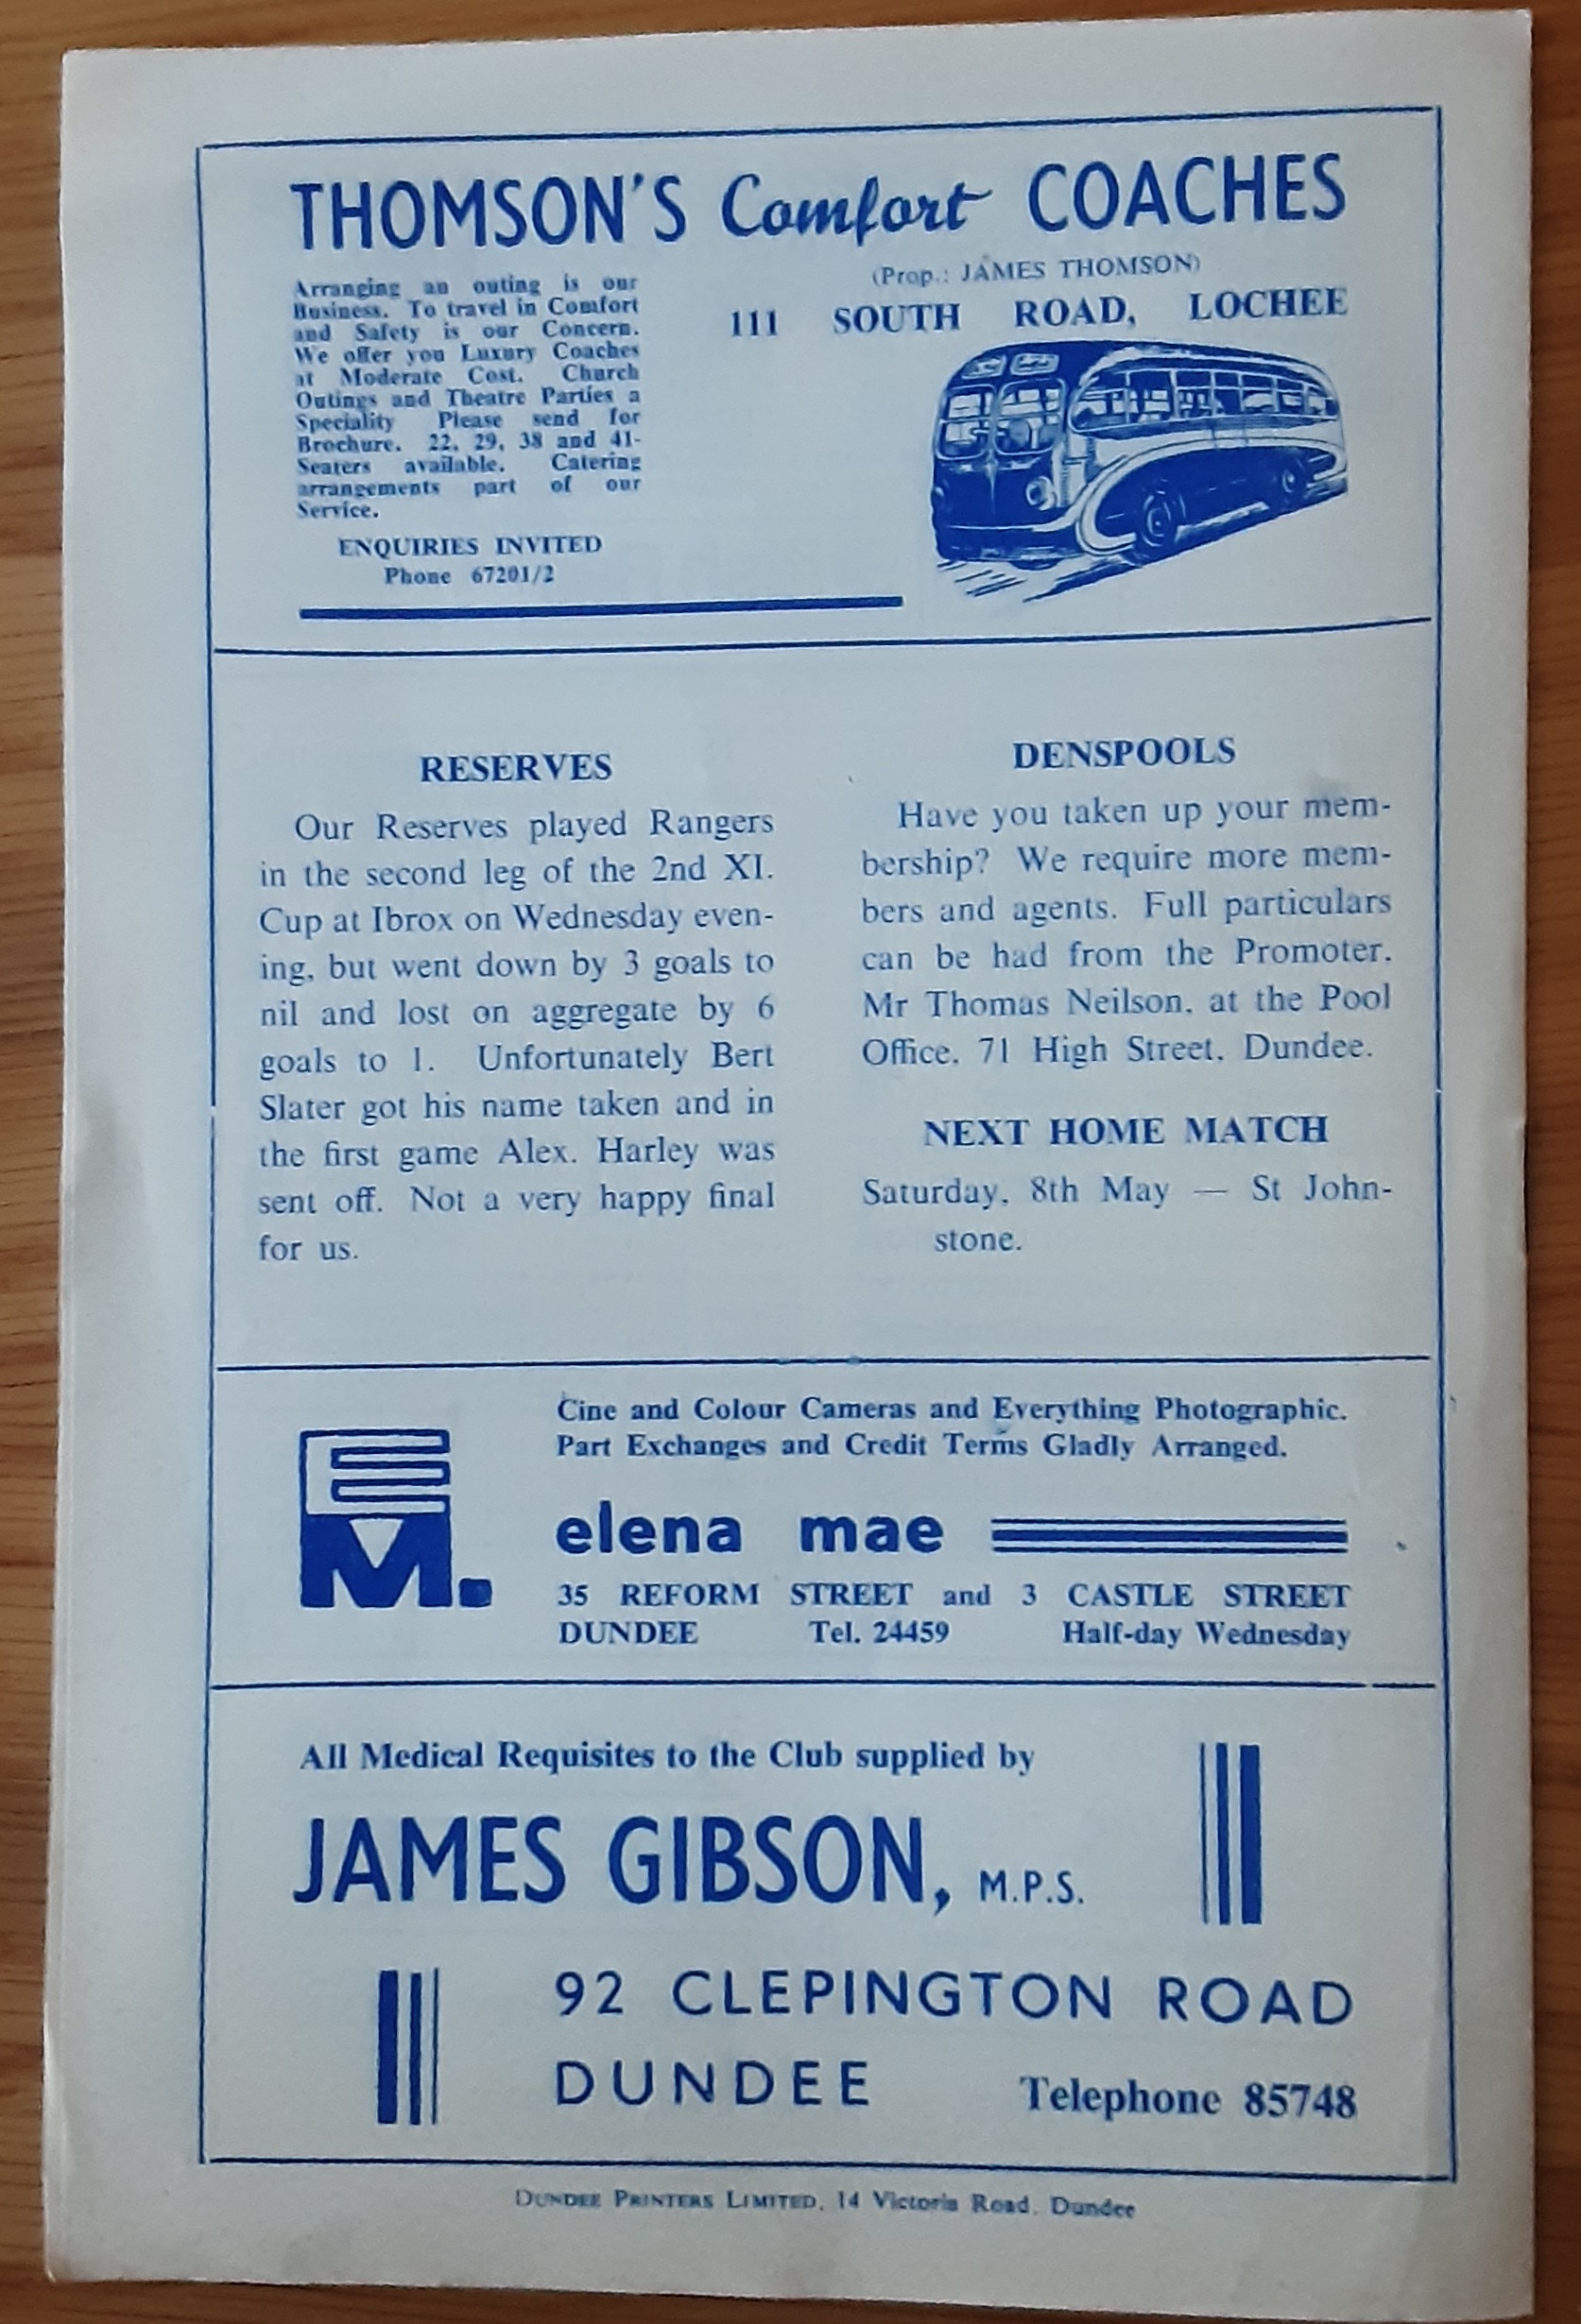 THOMSON'S Comfort COACHES
(Prop.: JAMES THOMSON)
111 SOUTH ROAD, LOCHEE
Arranging an outing is our
Business. To travel in Comfort
and Safety is our Concern.
We offer you Luxury Coaches
at Moderate Cost. Church
Outings and Theatre Parties a
Speciality Please send for
Brochure. 22, 29, 38 and 41-
Seaters available. Catering
arrangements part of our
Service.
ENQUIRIES INVITED
Phone 67201/2
RESERVES
Our Reserves played Rangers
in the second leg of the 2nd XI.
Cup at Ibrox on Wednesday even-
ing, but went down by 3 goals to
nil and lost on aggregate by 6
goals to 1. Unfortunately Bert
Slater got his name taken and in
the first game Alex. Harley was
sent off. Not a very happy final
for us.
DENSPOOLS
Have you taken up your mem-
bership? We require more mem-
bers and agents. Full particulars
can be had from the Promoter.
Mr Thomas Neilson, at the Pool
Office, 71 High Street, Dundee.
NEXT HOME MATCH
Saturday, 8th May — St John-
stone.
EM.
Cine and Colour Cameras and Everything Photographic.
Part Exchanges and Credit Terms Gladly Arranged.
elena mae
35 REFORM STREET and 3 CASTLE STREET
DUNDEE Tel. 24459 Half-day Wednesday
All Medical Requisites to the Club supplied by
JAMES GIBSON, M.P.S.
92 CLEPINGTON ROAD
DUNDEE Telephone 85748
DUNDEE PRINTERS LIMITED, 14 Victoria Road, Dundee